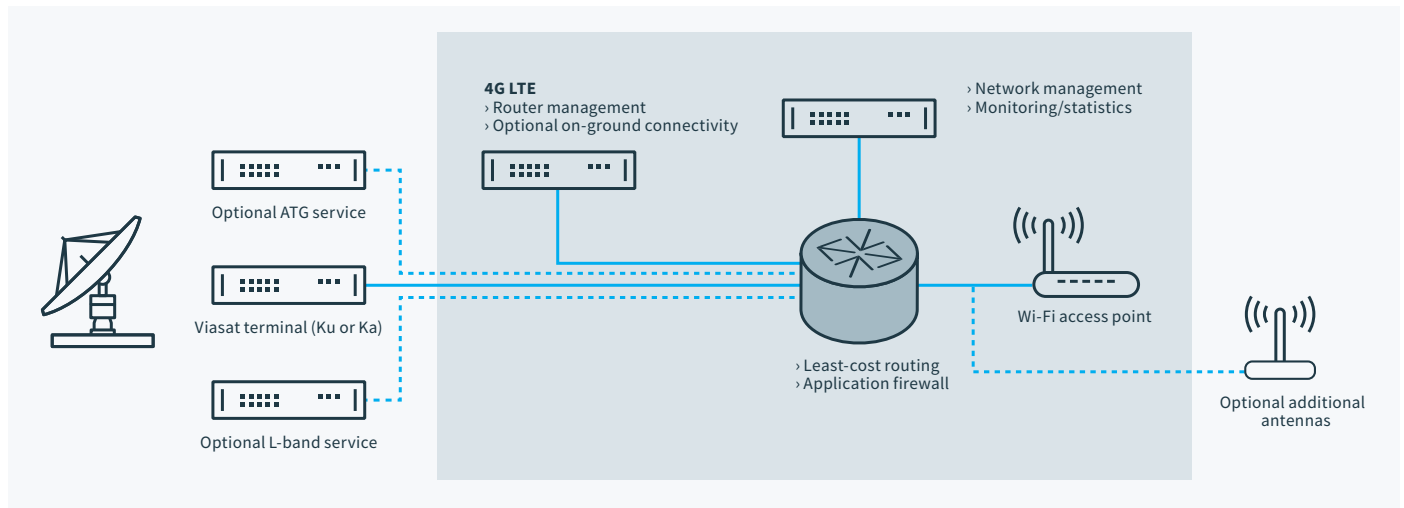 4G LTE
› Router management
› Optional on-ground connectivity
› Network management
› Monitoring/statistics
Optional ATG service
Viasat terminal (Ku or Ka)
Optional L-band service
› Least-cost routing
› Application firewall
Wi-Fi access point
Optional additional
antennas